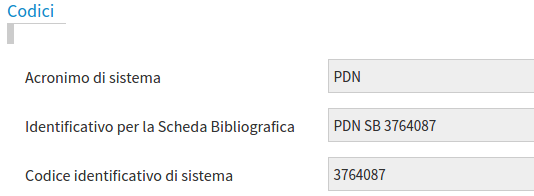 Codici
Acronimo di sistema PDN
Identificativo per la Scheda Bibliografica PDN SB 3764087
Codice identificativo di sistema 3764087